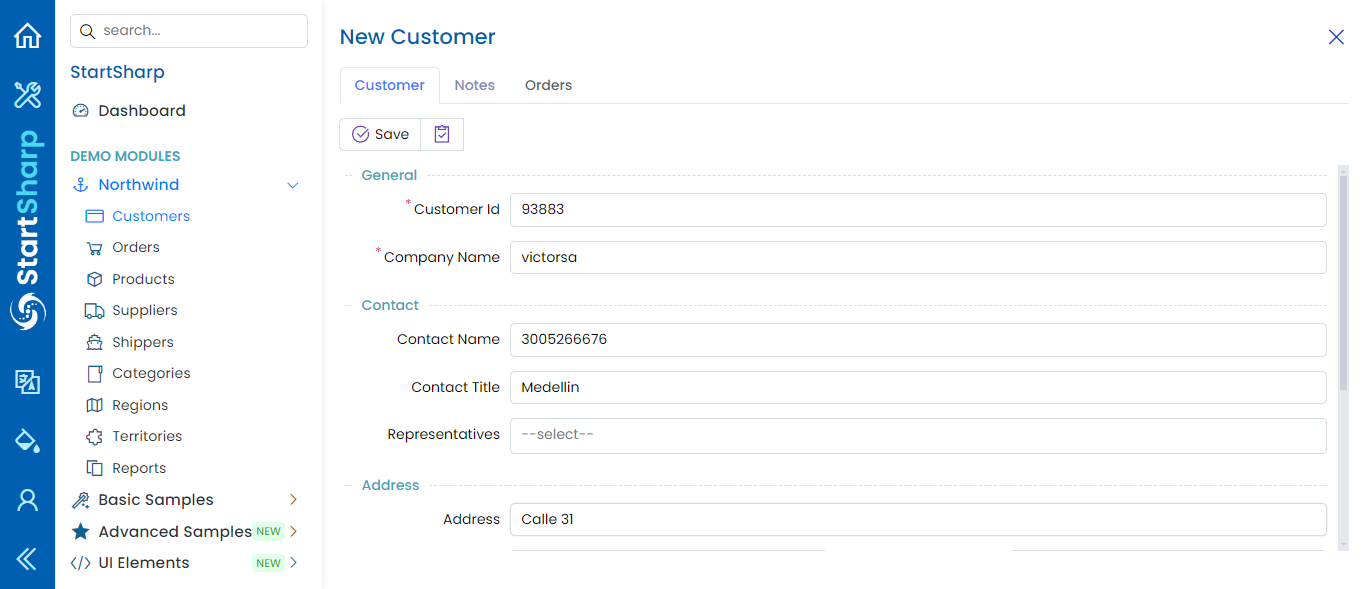 search...
StartSharp
StartSharp
Dashboard
DEMO MODULES
Northwind
Customers
Orders
Products
Suppliers
Shippers
Categories
Regions
Territories
Reports
Basic Samples
Advanced Samples NEW
UI Elements NEW
New Customer
Customer Notes Orders
Save
General
*Customer Id 93883
*Company Name victorsa
Contact
Contact Name 3005266676
Contact Title Medellin
Representatives --select--
Address
Address Calle 31